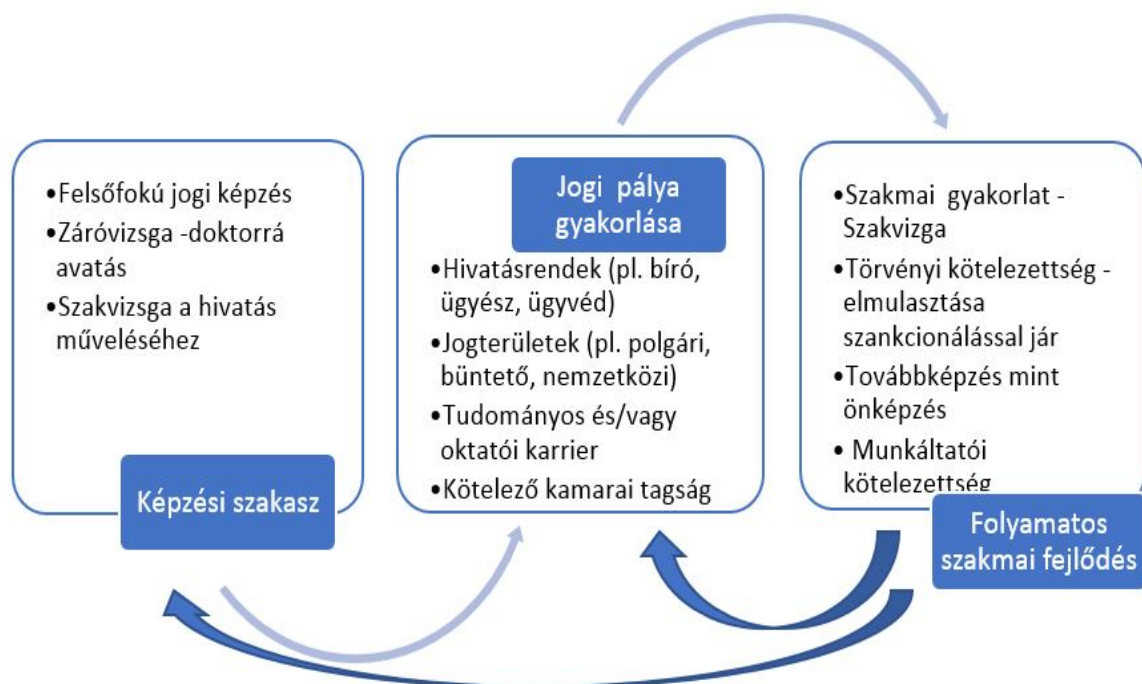 •Felsőfokú jogi képzés
•Záróvizsga -doktorrá
avatás
•Szakvizsga a hivatás
műveléséhez
Képzési szakasz
Jogi pálya
gyakorlása
•Hivatásrendek (pl. bíró,
ügyész, ügyvéd)
•Jogterületek (pl. polgári,
büntető, nemzetközi)
•Tudományos és/vagy
oktatói karrier
•Kötelező kamarai tagság
•Szakmai gyakorlat -
Szakvizga
•Törvényi kötelezettség -
elmulasztása
szankcionálással jár
•Továbbképzés mint
önképzés
• Munkáltatói
kötelezettség
Folyamatos
szakmai fejlődés